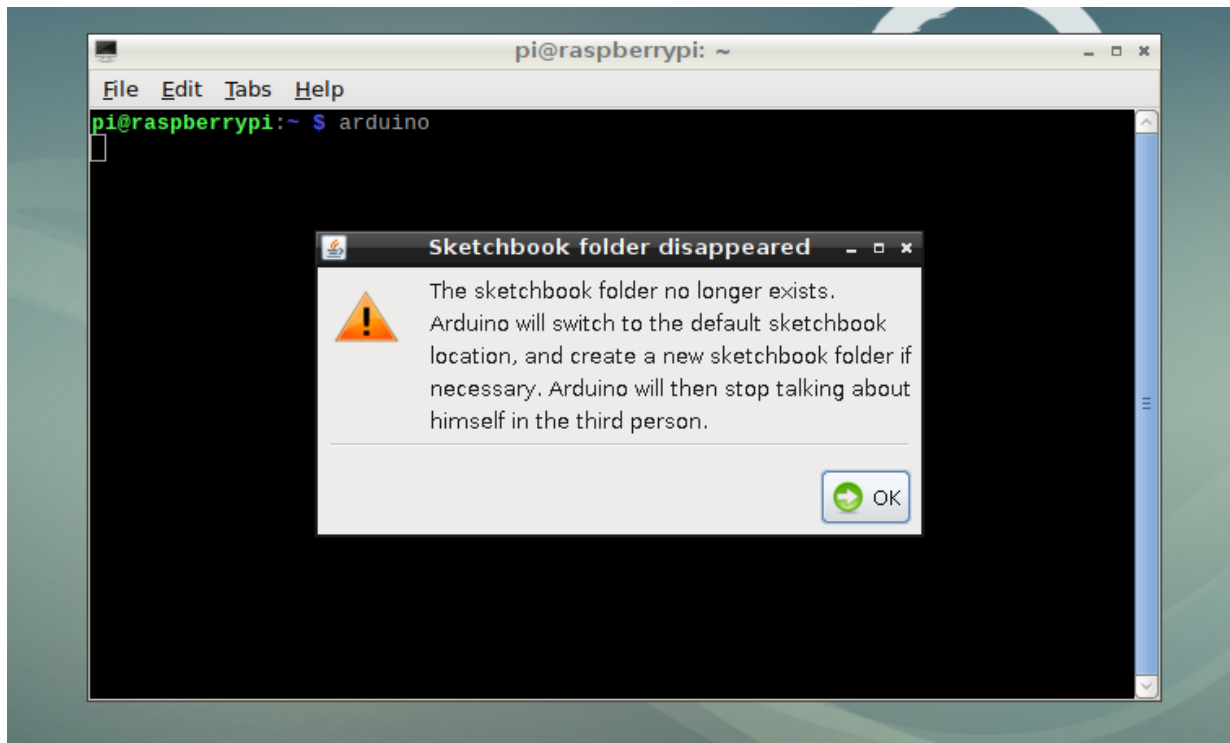 pi@raspberrypi: ~
File Edit Tabs Help
pi@raspberrypi:~ $ arduino
Sketchbook folder disappeared
The sketchbook folder no longer exists.
Arduino will switch to the default sketchbook
location, and create a new sketchbook folder if
necessary. Arduino will then stop talking about
himself in the third person.
OK